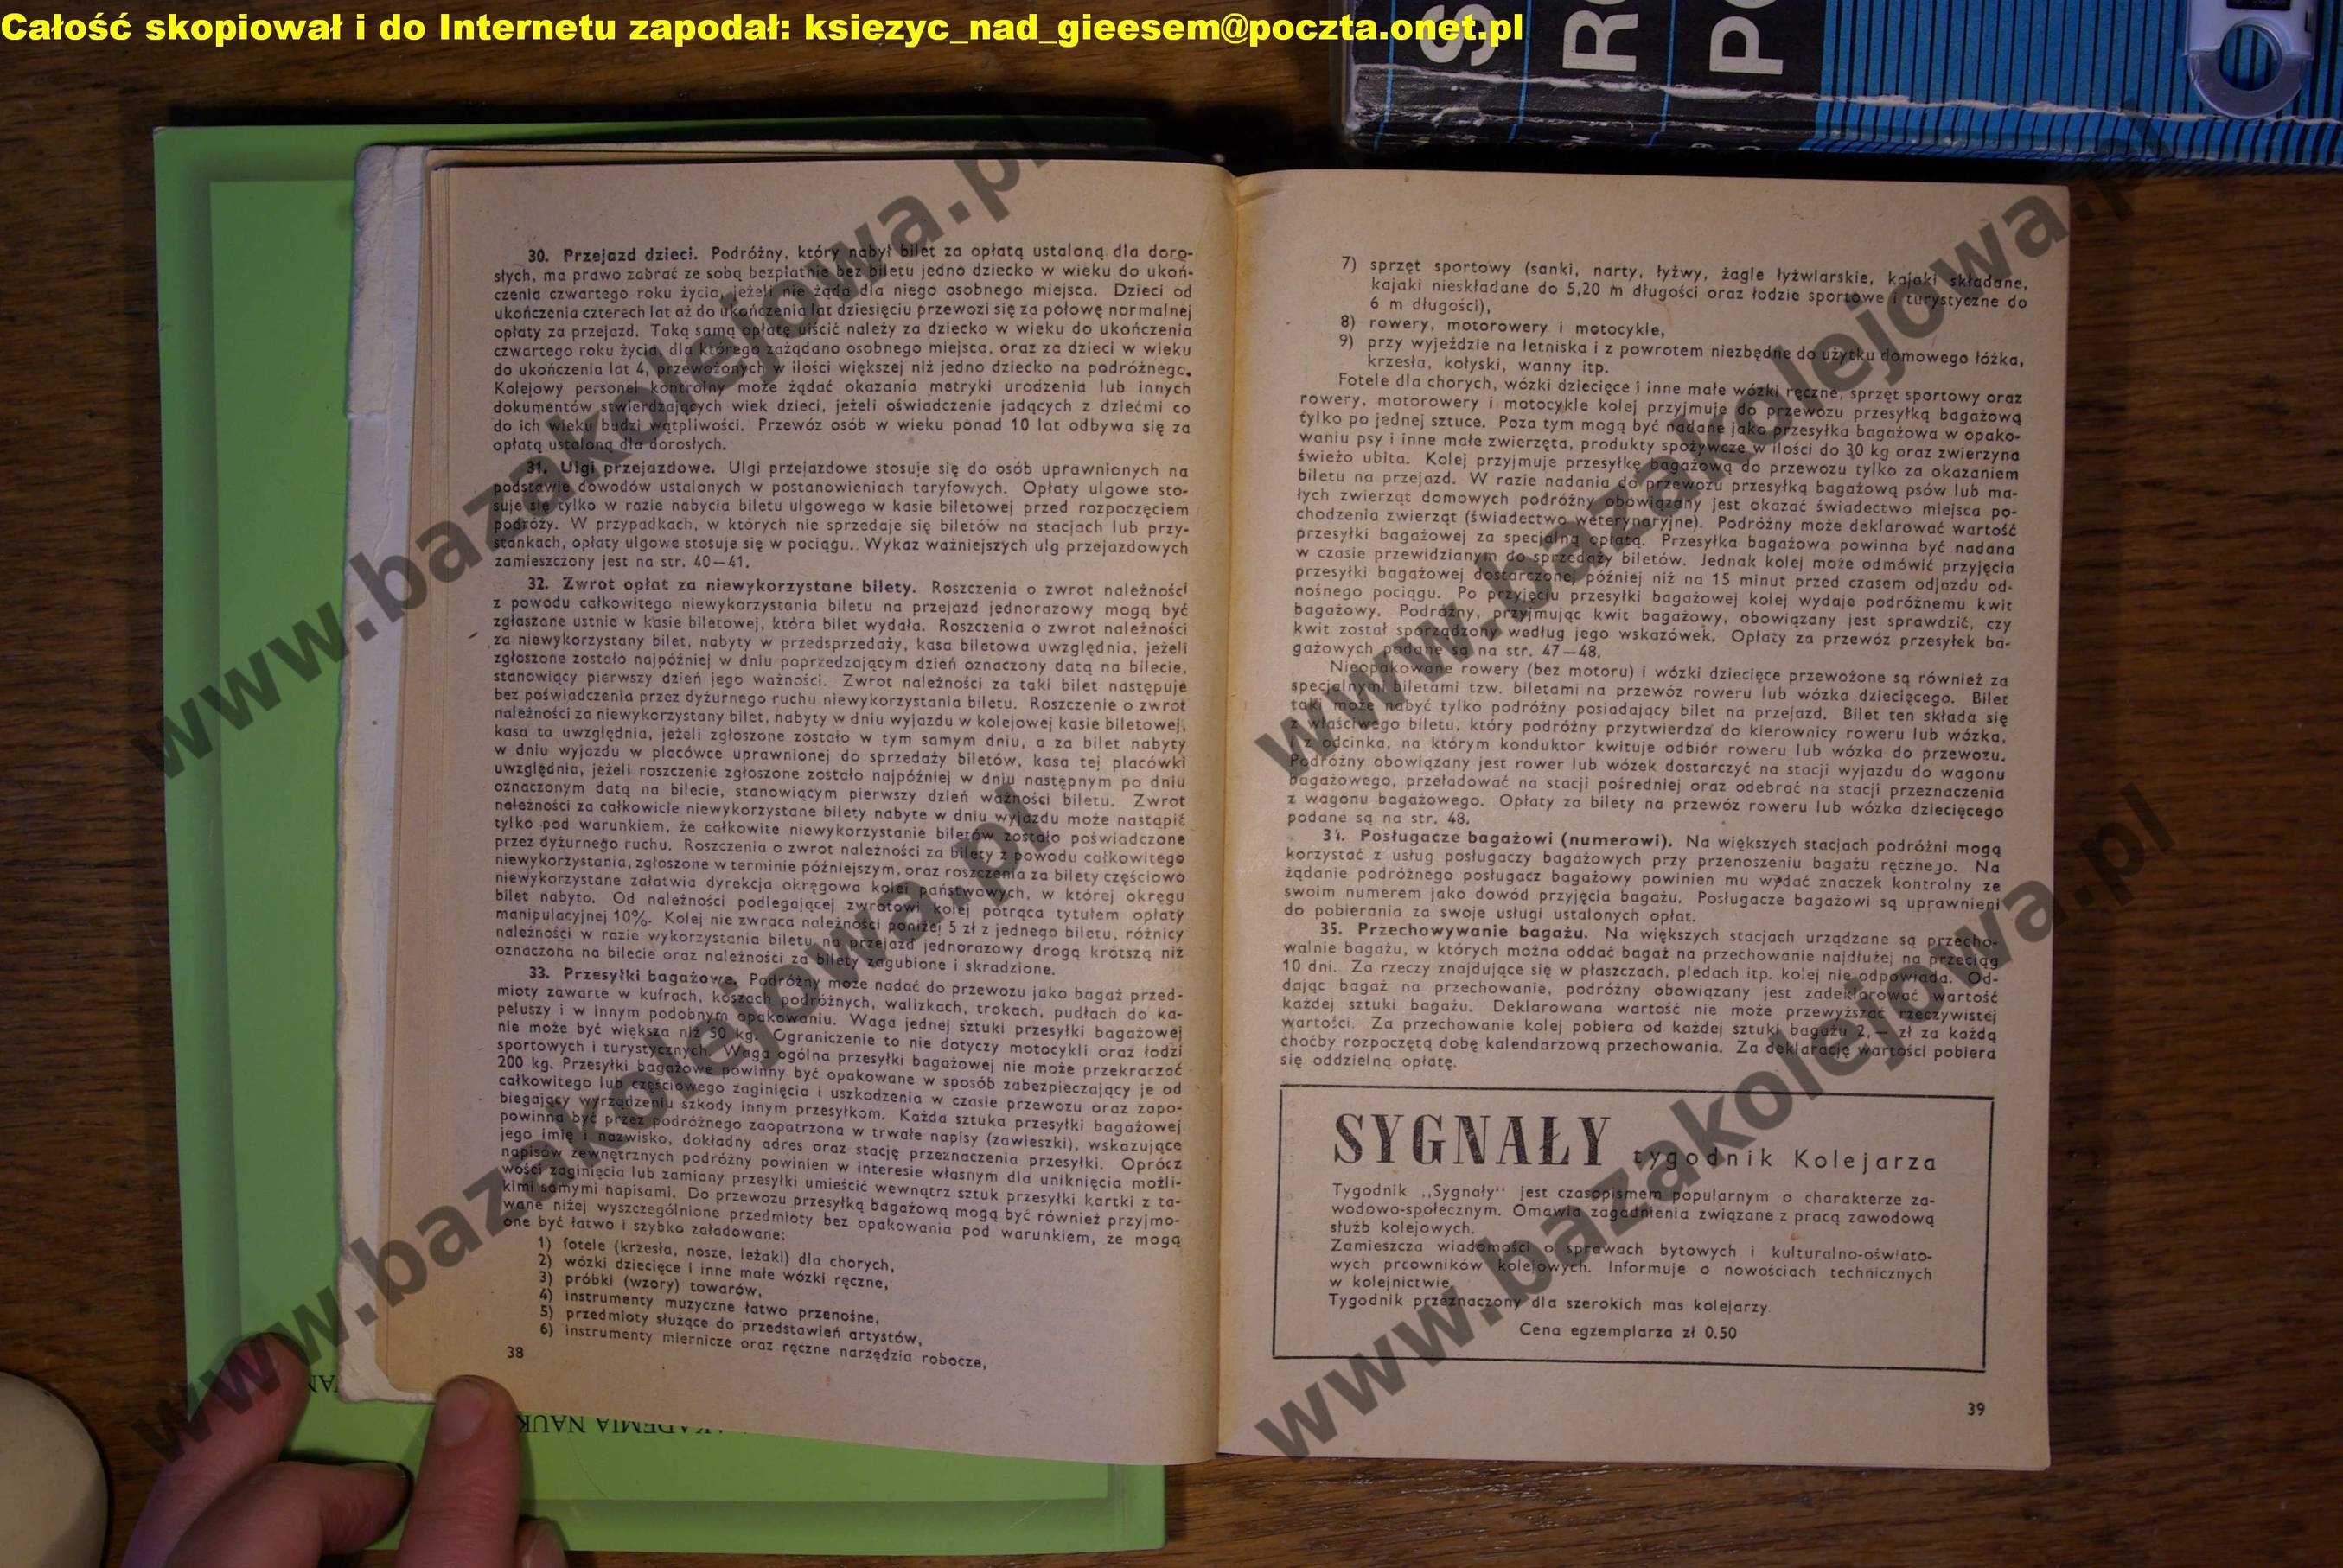 Całość skopiował i do Internetu zapodał: ksiezyc_nad_gieesem@poczta.onet.pl
30. Przejazd dzieci. Podróżny, który nabył bilet za opłatą ustaloną dla doro-
słych, ma prawo zabrać ze sobą bezpłatnie bez biletu jedno dziecko w wieku do ukoń-
czenia czwartego roku życia, jeżeli nie żąda dla niego osobnego miejsca. Dzieci od
ukończenia czterech lat aż do ukończenia lat dziesięciu przewozi się za połowę normalnej
opłaty za przejazd. Taką samą opłatę uiścić należy za dziecko w wieku do ukończenia
czwartego roku życia, dla którego zażądano osobnego miejsca, oraz za dzieci w wieku
do ukończenia lat 4, przewożonych w ilości większej niż jedno dziecko na podróżnego.
Kolejowy personel kontrolny może żądać okazania metryki urodzenia lub innych
dokumentów stwierdzających wiek dzieci, jeżeli oświadczenie jadących z dziećmi co
do ich wieku budzi wątpliwości. Przewóz osób w wieku ponad 10 lat odbywa się za
opłatą ustaloną dla dorosłych.
31. Ulgi przejazdowe. Ulgi przejazdowe stosuje się do osób uprawnionych na
podstawie dowodów ustalonych w postanowieniach taryfowych. Opłaty ulgowe sto-
suje się tylko w razie nabycia biletu ulgowego w kasie biletowej przed rozpoczęciem
podróży. W przypadkach, w których nie sprzedaje się biletów na stacjach lub przy-
stankach, opłaty ulgowe stosuje się w pociągu. Wykaz ważniejszych ulg przejazdowych
zamieszczony jest na str. 40—41.
32. Zwrot opłat za niewykorzystane bilety. Roszczenia o zwrot należności
z powodu całkowitego niewykorzystania biletu na przejazd jednorazowy mogą być
zgłaszane ustnie w kasie biletowej, która bilet wydała. Roszczenia o zwrot należności
za niewykorzystany bilet, nabyty w przedsprzedaży, kasa biletowa uwzględnia, jeżeli
zgłoszone zostało najpóźniej w dniu poprzedzającym dzień oznaczony datą na bilecie,
stanowiący pierwszy dzień jego ważności. Zwrot należności za taki bilet następuje
bez poświadczenia przez dyżurnego ruchu niewykorzystania biletu. Roszczenie o zwrot
należności za niewykorzystany bilet, nabyty w dniu wyjazdu w kolejowej kasie biletowej,
kasa ta uwzględnia, jeżeli zgłoszone zostało w tym samym dniu, a za bilet nabyty
w dniu wyjazdu w placówce uprawnionej do sprzedaży biletów, kasa tej placówki
uwzględnia, jeżeli roszczenie zgłoszone zostało najpóźniej w dniu następnym po dniu
oznaczonym datą na bilecie, stanowiącym pierwszy dzień ważności biletu. Zwrot
należności za całkowicie niewykorzystane bilety nabyte w dniu wyjazdu może nastąpić
tylko pod warunkiem, że całkowite niewykorzystanie biletów zostało poświadczone
przez dyżurnego ruchu. Roszczenia o zwrot należności za bilety z powodu całkowitego
niewykorzystania, zgłoszone w terminie późniejszym, oraz roszczenia za bilety częściowo
niewykorzystane załatwia dyrekcja okręgowa kolei państwowych, w której okręgu
bilet nabyto. Od należności podlegającej zwrotowi kolej potrąca tytułem opłaty
manipulacyjnej 10%. Kolej nie zwraca należności poniżej 5 zł z jednego biletu, różnicy
należności w razie wykorzystania biletu na przejazd jednorazowy drogą krótszą niż
oznaczona na bilecie oraz należności za bilety zagubione i skradzione.
33. Przesyłki bagażowe. Podróżny może nadać do przewozu jako bagaż przed-
mioty zawarte w kufrach, koszach podróżnych, walizkach, trokach, pudłach do ka-
peluszy i w innym podobnym opakowaniu. Waga jednej sztuki przesyłki bagażowej
nie może być większa niż 50 kg. Ograniczenie to nie dotyczy motocykli oraz łodzi
sportowych i turystycznych. Waga ogólna przesyłki bagażowej nie może przekraczać
200 kg. Przesyłki bagażowe powinny być opakowane w sposób zabezpieczający je od
całkowitego lub częściowego zaginięcia i uszkodzenia w czasie przewozu oraz zapo-
biegający wyrządzeniu szkody innym przesyłkom. Każda sztuka przesyłki bagażowej
powinna być przez podróżnego zaopatrzona w trwałe napisy (zawieszki), wskazujące
jego imię i nazwisko, dokładny adres oraz stację przeznaczenia przesyłki. Oprócz
napisów zewnętrznych podróżny powinien w interesie własnym dla uniknięcia możli-
wości zaginięcia lub zamiany przesyłki umieścić wewnątrz sztuk przesyłki kartki z ta-
kimi samymi napisami. Do przewozu przesyłką bagażową mogą być również przyjmo-
wane niżej wyszczególnione przedmioty bez opakowania pod warunkiem, że mogą
one być łatwo i szybko załadowane:
1) fotele (krzesła, nosze, leżaki) dla chorych,
2) wózki dziecięce i inne małe wózki ręczne,
3) próbki (wzory) towarów,
4) instrumenty muzyczne łatwo przenośne,
5) przedmioty służące do przedstawień artystów,
6) instrumenty miernicze oraz ręczne narzędzia robocze,
38
7) sprzęt sportowy (sanki, narty, łyżwy, żagle łyżwiarskie, kajaki składane,
kajaki nieskładane do 5,20 m długości oraz łodzie sportowe i turystyczne do
6 m długości),
8) rowery, motorowery i motocykle,
9) przy wyjeździe na letniska i z powrotem niezbędne do użytku domowego łóżka,
krzesła, kołyski, wanny itp.
Fotele dla chorych, wózki dziecięce i inne małe wózki ręczne, sprzęt sportowy oraz
rowery, motorowery i motocykle kolej przyjmuje do przewozu przesyłką bagażową
tylko po jednej sztuce. Poza tym mogą być nadane jako przesyłka bagażowa w opako-
waniu psy i inne małe zwierzęta, produkty spożywcze w ilości do 30 kg oraz zwierzyna
świeżo ubita. Kolej przyjmuje przesyłkę bagażową do przewozu tylko za okazaniem
biletu na przejazd. W razie nadania do przewozu przesyłką bagażową psów lub ma-
łych zwierząt domowych podróżny obowiązany jest okazać świadectwo miejsca po-
chodzenia zwierząt (świadectwo weterynaryjne). Podróżny może deklarować wartość
przesyłki bagażowej za specjalną opłatą. Przesyłka bagażowa powinna być nadana
w czasie przewidzianym do sprzedaży biletów. Jednak kolej może odmówić przyjęcia
przesyłki bagażowej dostarczonej później niż na 15 minut przed czasem odjazdu od-
nośnego pociągu. Po przyjęciu przesyłki bagażowej kolej wydaje podróżnemu kwit
bagażowy. Podróżny, przyjmując kwit bagażowy, obowiązany jest sprawdzić, czy
kwit został sporządzony według jego wskazówek. Opłaty za przewóz przesyłek ba-
gażowych podane są na str. 47—48.
Nieopakowane rowery (bez motoru) i wózki dziecięce przewożone są również za
specjalnymi biletami tzw. biletami na przewóz roweru lub wózka dziecięcego. Bilet
taki może nabyć tylko podróżny posiadający bilet na przejazd. Bilet ten składa się
z właściwego biletu, który podróżny przytwierdza do kierownicy roweru lub wózka,
i z odcinka, na którym konduktor kwituje odbiór roweru lub wózka do przewozu.
Podróżny obowiązany jest rower lub wózek dostarczyć na stacji wyjazdu do wagonu
bagażowego, przeładować na stacji pośredniej oraz odebrać na stacji przeznaczenia
z wagonu bagażowego. Opłaty za bilety na przewóz roweru lub wózka dziecięcego
podane są na str. 48.
34. Posługacze bagażowi (numerowi). Na większych stacjach podróżni mogą
korzystać z usług posługaczy bagażowych przy przenoszeniu bagażu ręcznego. Na
żądanie podróżnego posługacz bagażowy powinien mu wydać znaczek kontrolny ze
swoim numerem jako dowód przyjęcia bagażu. Posługacze bagażowi są uprawnieni
do pobierania za swoje usługi ustalonych opłat.
35. Przechowywanie bagażu. Na większych stacjach urządzane są przecho-
walnie bagażu, w których można oddać bagaż na przechowanie najdłużej na przeciąg
10 dni. Za rzeczy znajdujące się w płaszczach, pledach itp. kolej nie odpowiada. Od-
dając bagaż na przechowanie, podróżny obowiązany jest zadeklarować wartość
każdej sztuki bagażu. Deklarowana wartość nie może przewyższać rzeczywistej
wartości. Za przechowanie kolej pobiera od każdej sztuki bagażu 2,— zł za każdą
choćby rozpoczętą dobę kalendarzową przechowania. Za deklarację wartości pobiera
się oddzielną opłatę.
SYGNAŁY tygodnik Kolejarza
Tygodnik „Sygnały" jest czasopismem popularnym o charakterze za-
wodowo-społecznym. Omawia zagadnienia związane z pracą zawodową
służb kolejowych.
Zamieszcza wiadomości o sprawach bytowych i kulturalno-oświato-
wych prcowników kolejowych. Informuje o nowościach technicznych
w kolejnictwie.
Tygodnik przeznaczony dla szerokich mas kolejarzy.
Cena egzemplarza zł 0.50
39
www.bazakolejowa.pl
www.bazakolejowa.pl
www.bazakolejowa.pl
www.bazakolejowa.pl
AKADEMIA NAUK